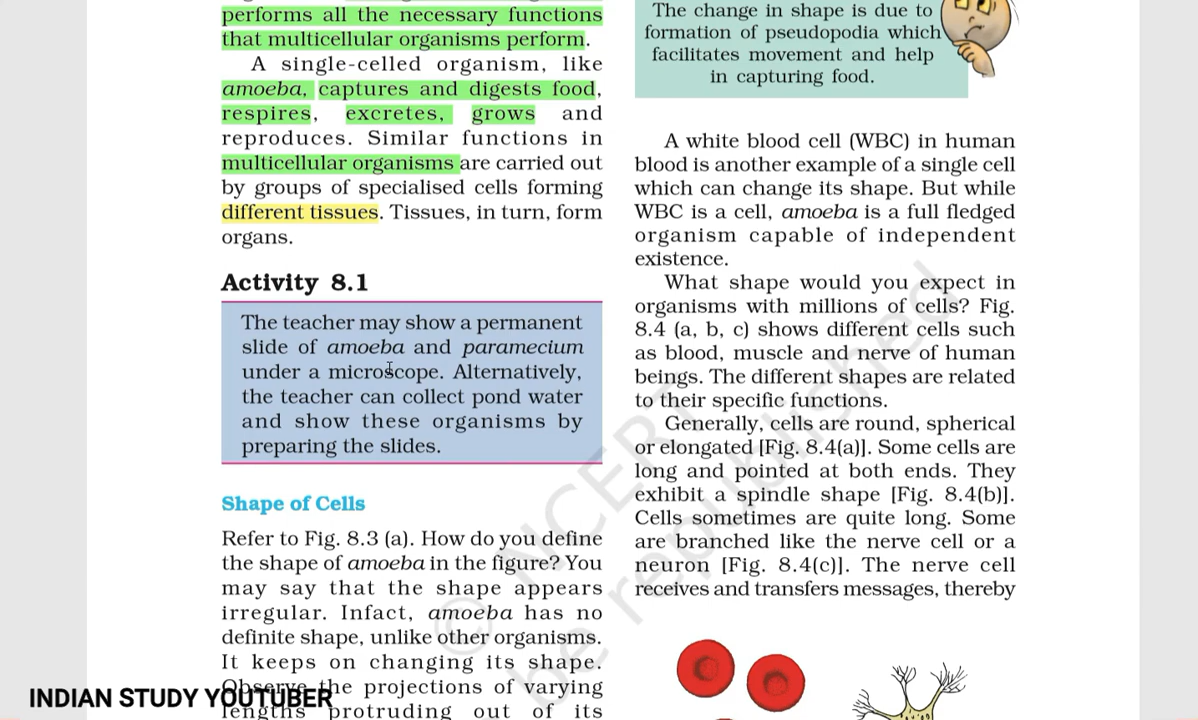 performs all the necessary functions
that multicellular organisms perform.
A single-celled organism, like
amoeba, captures and digests food,
respires, excretes, grows and
reproduces. Similar functions in
multicellular organisms are carried out
by groups of specialised cells forming
different tissues. Tissues, in turn, form
organs.
Activity 8.1
The teacher may show a permanent
slide of amoeba and paramecium
under a microscope. Alternatively,
the teacher can collect pond water
and show these organisms by
preparing the slides.
Shape of Cells
Refer to Fig. 8.3 (a). How do you define
the shape of amoeba in the figure? You
may say that the shape appears
irregular. Infact, amoeba has no
definite shape, unlike other organisms.
It keeps on changing its shape.
Observe the projections of varying
lengths protruding out of its
The change in shape is due to
formation of pseudopodia which
facilitates movement and help
in capturing food.
A white blood cell (WBC) in human
blood is another example of a single cell
which can change its shape. But while
WBC is a cell, amoeba is a full fledged
organism capable of independent
existence.
What shape would you expect in
organisms with millions of cells? Fig.
8.4 (a, b, c) shows different cells such
as blood, muscle and nerve of human
beings. The different shapes are related
to their specific functions.
Generally, cells are round, spherical
or elongated [Fig. 8.4(a)]. Some cells are
long and pointed at both ends. They
exhibit a spindle shape [Fig. 8.4(b)].
Cells sometimes are quite long. Some
are branched like the nerve cell or a
neuron [Fig. 8.4(c)]. The nerve cell
receives and transfers messages, thereby
© NCERT
be republished
INDIAN STUDY YOUTUBER